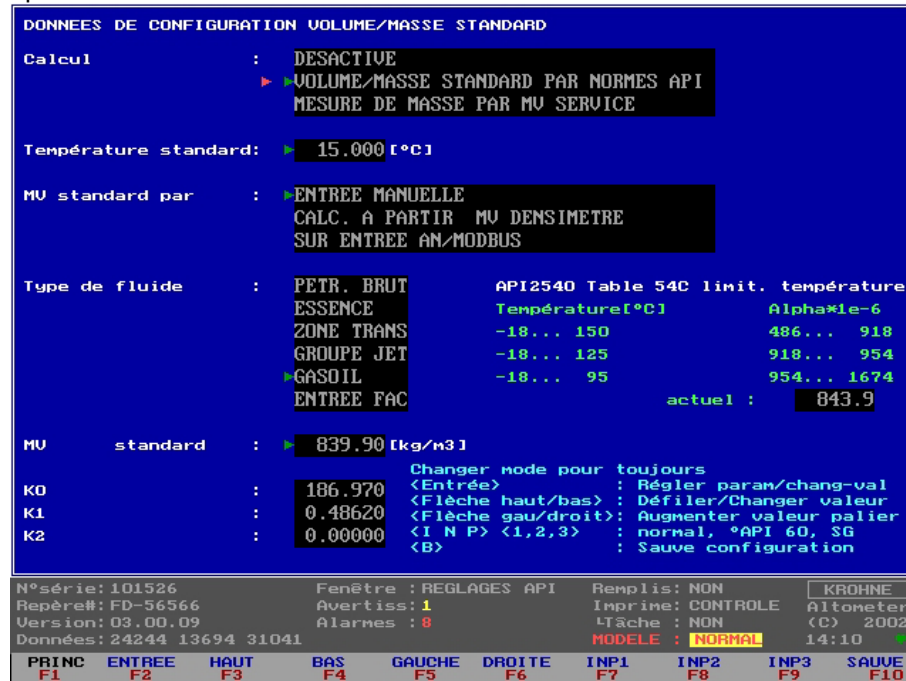 DONNEES DE CONFIGURATION VOLUME/MASSE STANDARD
Calcul : DESACTIVE
VOLUME/MASSE STANDARD PAR NORMES API
MESURE DE MASSE PAR MV SERVICE
Température standard: 15.000 [°C]
MV standard par : ENTREE MANUELLE
CALC. A PARTIR MV DENSIMETRE
SUR ENTREE AN/MODBUS
Type de fluide : PETR. BRUT API2540 Table 54C limit. température
ESSENCE Température[°C] Alpha*1e-6
ZONE TRANS -18... 150 486... 918
GROUPE JET -18... 125 918... 954
GASOIL -18... 95 954... 1674
ENTREE FAC actuel : 843.9
MV standard : 839.90 [kg/m3]
Changer mode pour toujours
K0 : 186.970 <Entrée> : Régler param/chang-val
<Flèche haut/bas> : Défiler/Changer valeur
K1 : 0.48620 <Flèche gau/droit>: Augmenter valeur palier
K2 : 0.00000 <I N P> <1,2,3> : normal, °API 60, SG
<B> : Sauve configuration
N°série: 101526 Fenêtre : REGLAGES API Remplis: NON KROHNE
Repère#: FD-56566 Avertiss: 1 Imprime: CONTROLE Altometer
Version: 03.00.09 Alarmes : 8 └Tâche : NON (C) 2002
Données: 24244 13694 31041 MODELE : NORMAL 14:10
PRINC ENTREE HAUT BAS GAUCHE DROITE INP1 INP2 INP3 SAUVE
F1 F2 F3 F4 F5 F6 F7 F8 F9 F10